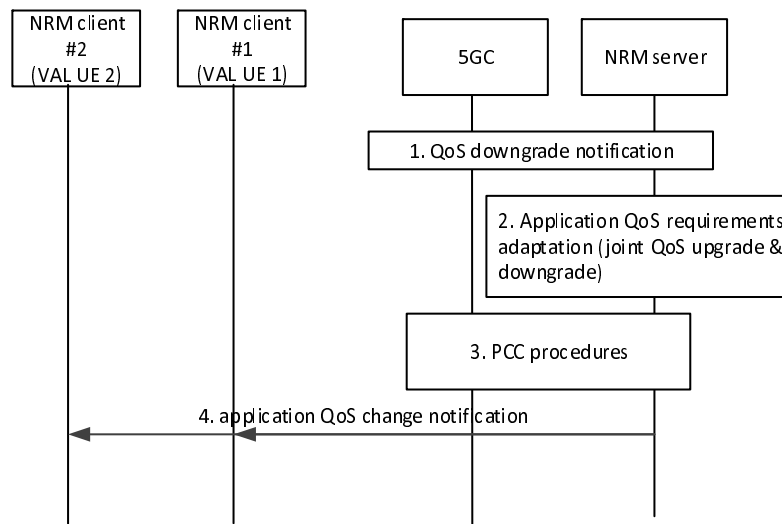 NRM client
#2
(VAL UE 2)
NRM client
#1
(VAL UE 1)
5GC
NRM server
1. QoS downgrade notification
2. Application QoS requirements
adaptation (joint QoS upgrade &
downgrade)
3. PCC procedures
4. application QoS change notification